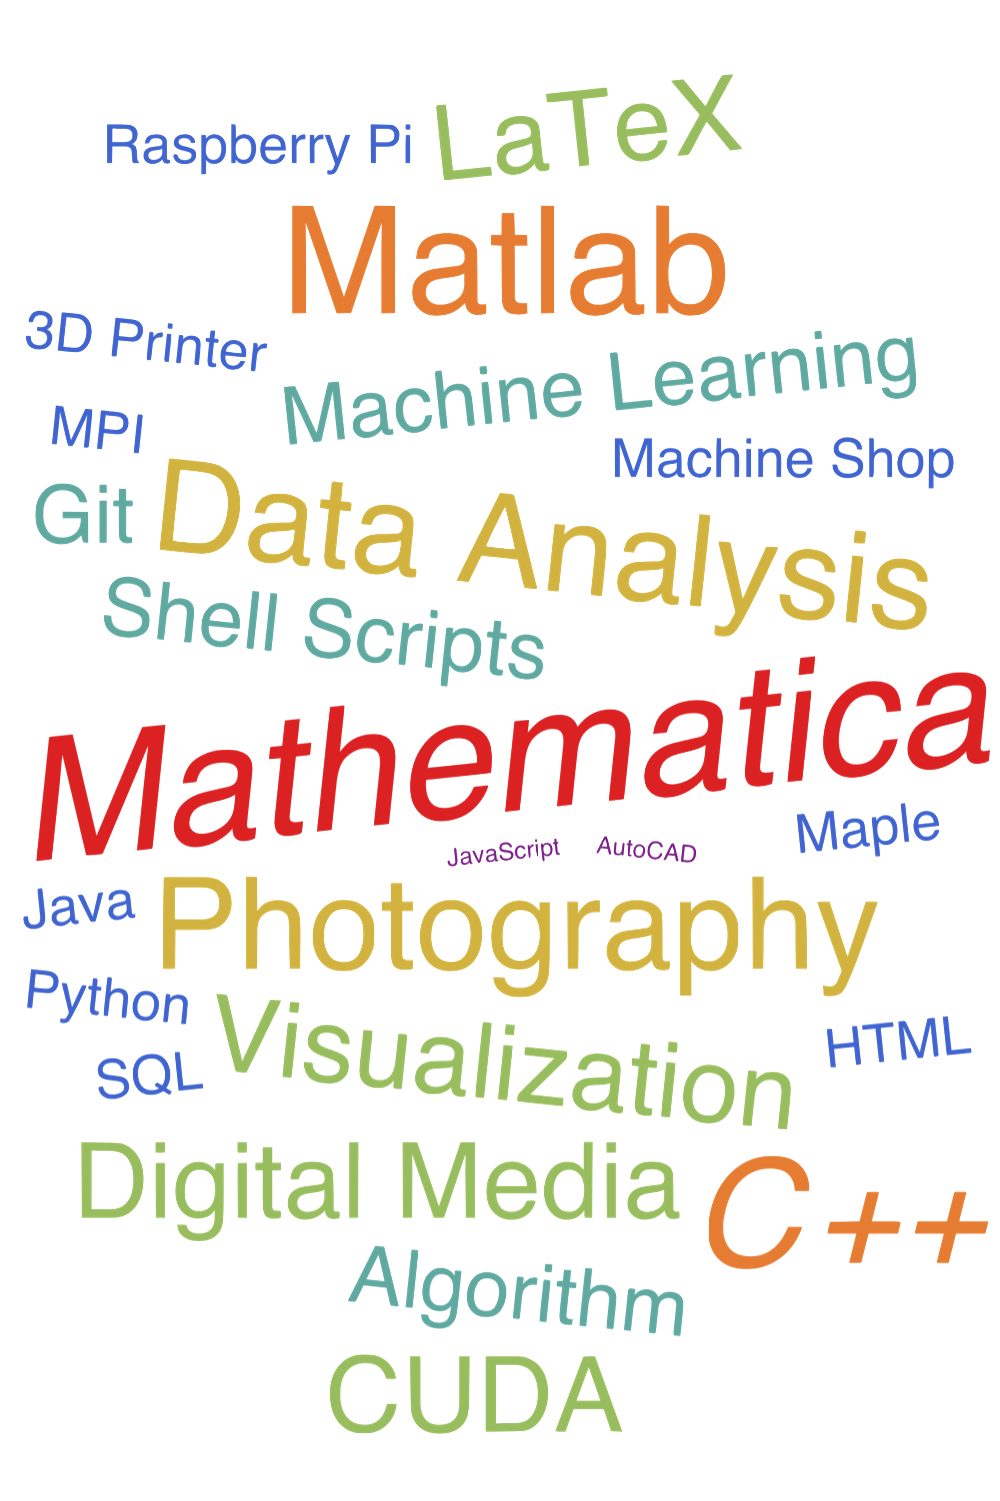 LaTeX
Raspberry Pi
Matlab
3D Printer
Machine Learning
MPI
Machine Shop
Git
Data Analysis
Shell Scripts
Mathematica
Maple
JavaScript
AutoCAD
Java
Photography
Python
Visualization
HTML
SQL
Digital Media
C++
Algorithm
CUDA